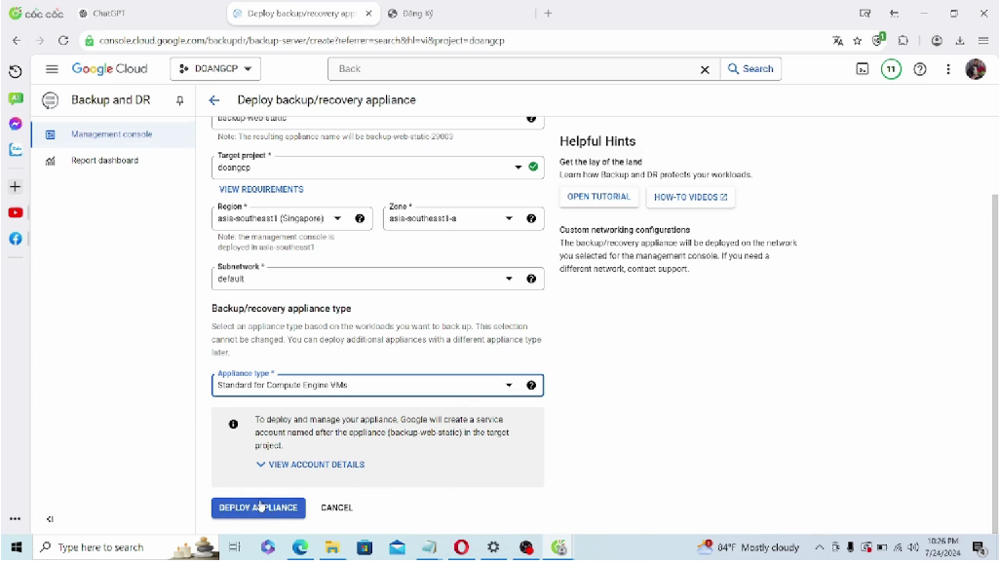 cốc cốc
ChatGPT
Deploy backup/recovery app
Đăng Ký
console.cloud.google.com/backupdr/backup-server/create?referrer=search&hl=vi&project=doangcp
Google Cloud
DOANGCP
Back
Search
11
Backup and DR
Deploy backup/recovery appliance
Management console
Report dashboard
backup-web-static
Note: The resulting appliance name will be backup-web-static-29003
Target project *
doangcp
VIEW REQUIREMENTS
Region *
asia-southeast1 (Singapore)
Zone *
asia-southeast1-a
Note: the management console is
deployed in asia-southeast1
Subnetwork *
default
Backup/recovery appliance type
Select an appliance type based on the workloads you want to back up. This selection
cannot be changed. You can deploy additional appliances with a different appliance type
later.
Appliance type *
Standard for Compute Engine VMs
To deploy and manage your appliance, Google will create a service
account named after the appliance (backup-web-static) in the target
project.
VIEW ACCOUNT DETAILS
DEPLOY APPLIANCE
CANCEL
Helpful Hints
Get the lay of the land
Learn how Backup and DR protects your workloads.
OPEN TUTORIAL
HOW-TO VIDEOS
Custom networking configurations
The backup/recovery appliance will be deployed on the network
you selected for the management console. If you need a
different network, contact support.
Type here to search
84°F Mostly cloudy
10:26 PM
7/24/2024